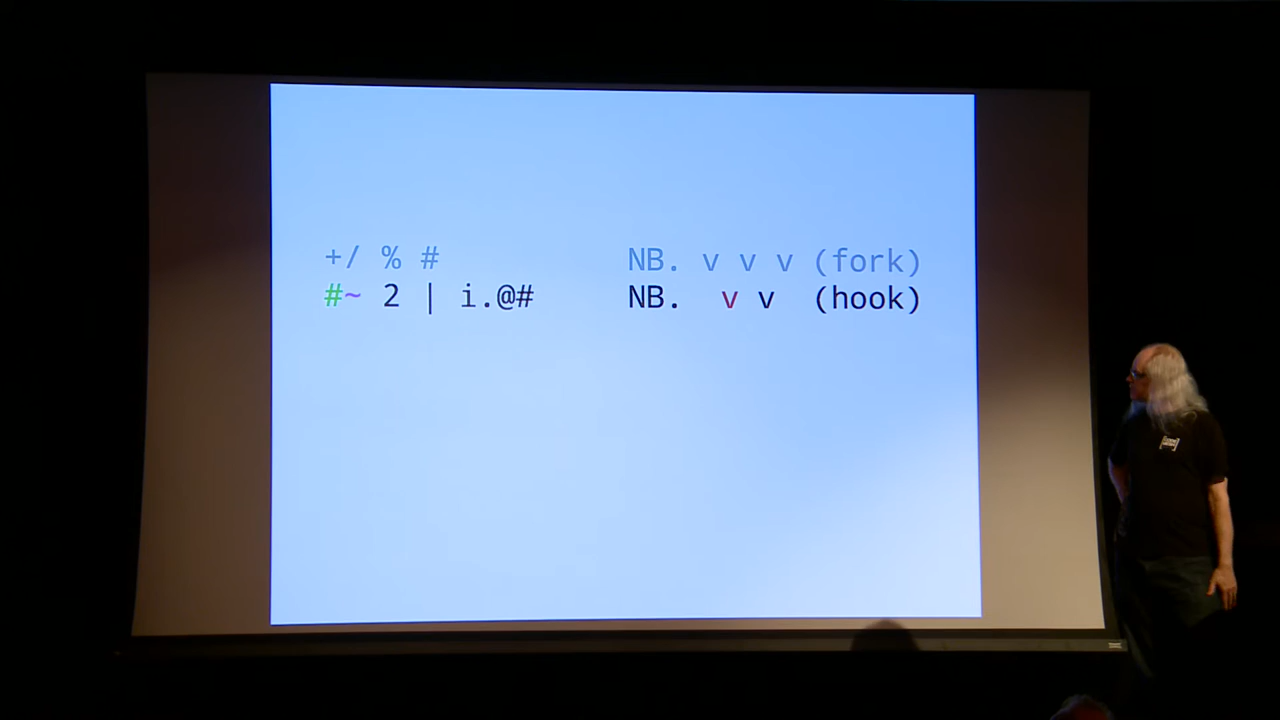 +/ % # NB. v v v (fork)
#~ 2 | i.@# NB. v v (hook)